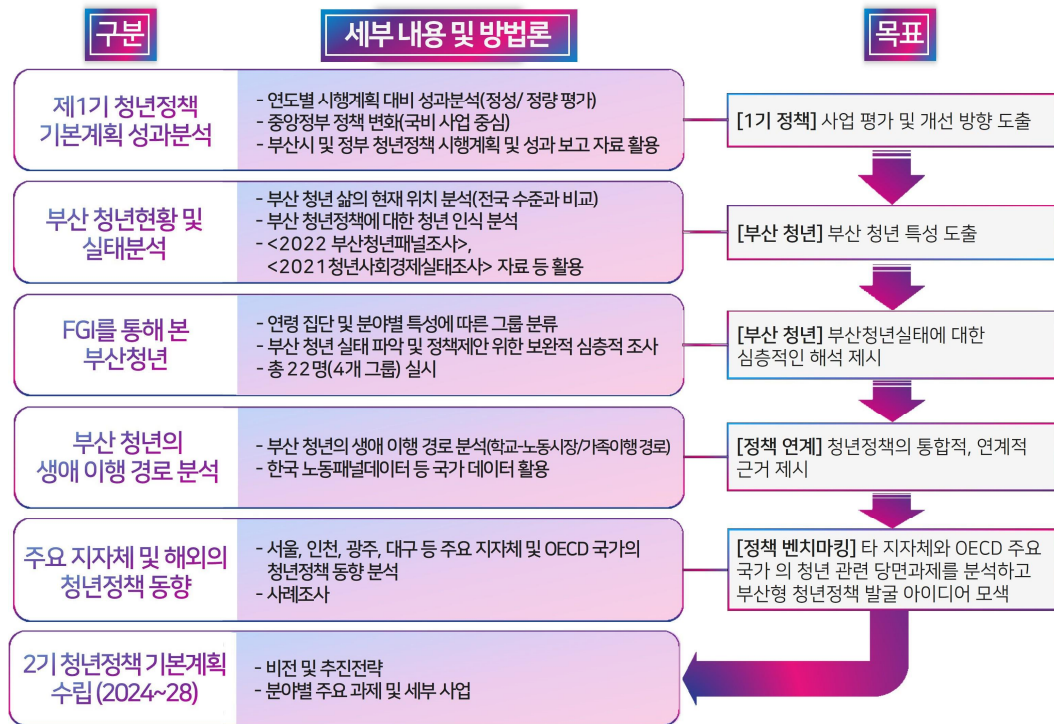 구분
세부 내용 및 방법론
목표
제1기 청년정책
기본계획 성과분석
- 연도별 시행계획 대비 성과분석(정성/ 정량 평가)
- 중앙정부 정책 변화(국비 사업 중심)
- 부산시 및 정부 청년정책 시행계획 및 성과 보고 자료 활용
[1기 정책] 사업 평가 및 개선 방향 도출
부산 청년현황 및
실태분석
- 부산 청년 삶의 현재 위치 분석(전국 수준과 비교)
- 부산 청년정책에 대한 청년 인식 분석
- <2022 부산청년패널조사>,
<2021청년사회경제실태조사> 자료 등 활용
[부산 청년] 부산 청년 특성 도출
FGI를 통해 본
부산청년
- 연령 집단 및 분야별 특성에 따른 그룹 분류
- 부산 청년 실태 파악 및 정책제안 위한 보완적 심층적 조사
- 총 22명(4개 그룹) 실시
[부산 청년] 부산청년실태에 대한
심층적인 해석 제시
부산 청년의
생애 이행 경로 분석
- 부산 청년의 생애 이행 경로 분석(학교-노동시장/가족이행 경로)
- 한국 노동패널데이터 등 국가 데이터 활용
[정책 연계] 청년정책의 통합적, 연계적
근거 제시
주요 지자체 및 해외의
청년정책 동향
- 서울, 인천, 광주, 대구 등 주요 지자체 및 OECD 국가의
청년정책 동향 분석
- 사례조사
[정책 벤치마킹] 타 지자체와 OECD 주요
국가 의 청년 관련 당면과제를 분석하고
부산형 청년정책 발굴 아이디어 모색
2기 청년정책 기본계획
수립 (2024~28)
- 비전 및 추진전략
- 분야별 주요 과제 및 세부 사업